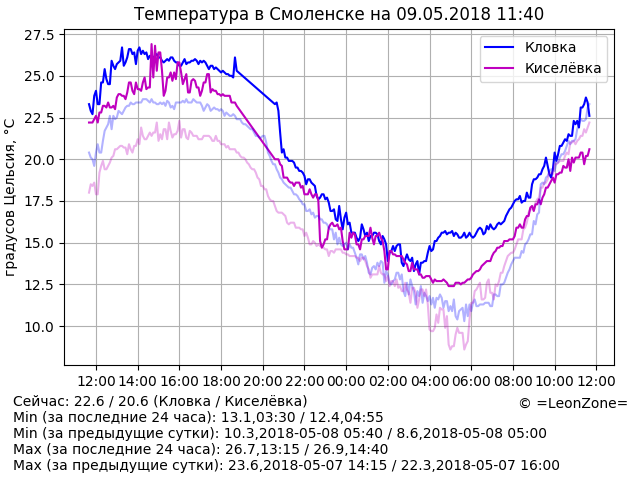 Температура в Смоленске на 09.05.2018 11:40
градусов Цельсия, °C
27.5
25.0
22.5
20.0
17.5
15.0
12.5
10.0
Кловка
Киселёвка
12:00 14:00 16:00 18:00 20:00 22:00 00:00 02:00 04:00 06:00 08:00 10:00 12:00
Сейчас: 22.6 / 20.6 (Кловка / Киселёвка)
© =LeonZone=
Min (за последние 24 часа): 13.1,03:30 / 12.4,04:55
Min (за предыдущие сутки): 10.3,2018-05-08 05:40 / 8.6,2018-05-08 05:00
Max (за последние 24 часа): 26.7,13:15 / 26.9,14:40
Max (за предыдущие сутки): 23.6,2018-05-07 14:15 / 22.3,2018-05-07 16:00